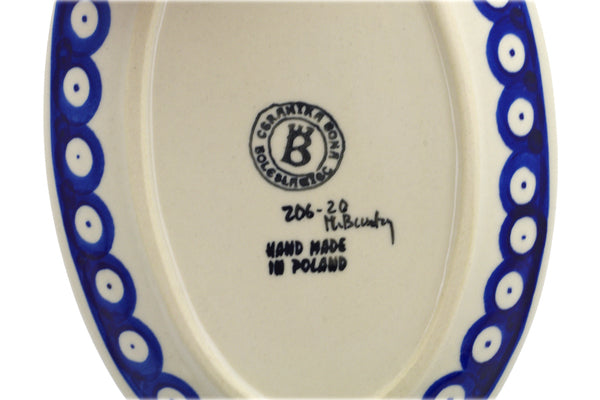 CERAMIKA BONA
BOLESŁAWIEC
B
206-20
HAND MADE
IN POLAND